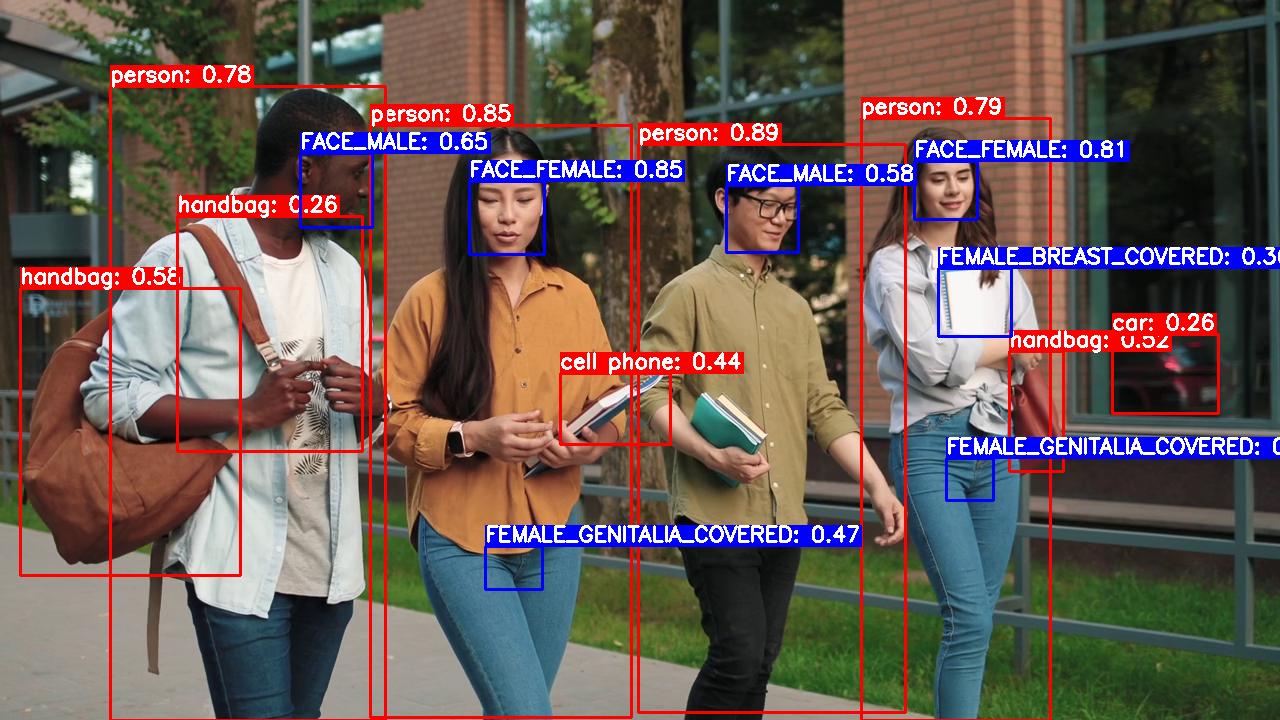 person: 0.78
person: 0.85
person: 0.89
person: 0.79
FACE_MALE: 0.65
FACE_FEMALE: 0.85
FACE_MALE: 0.58
FACE_FEMALE: 0.81
handbag: 0.26
FEMALE_BREAST_COVERED: 0.3
handbag: 0.58
car: 0.26
handbag: 0.52
cell phone: 0.44
FEMALE_GENITALIA_COVERED: 0
FEMALE_GENITALIA_COVERED: 0.47